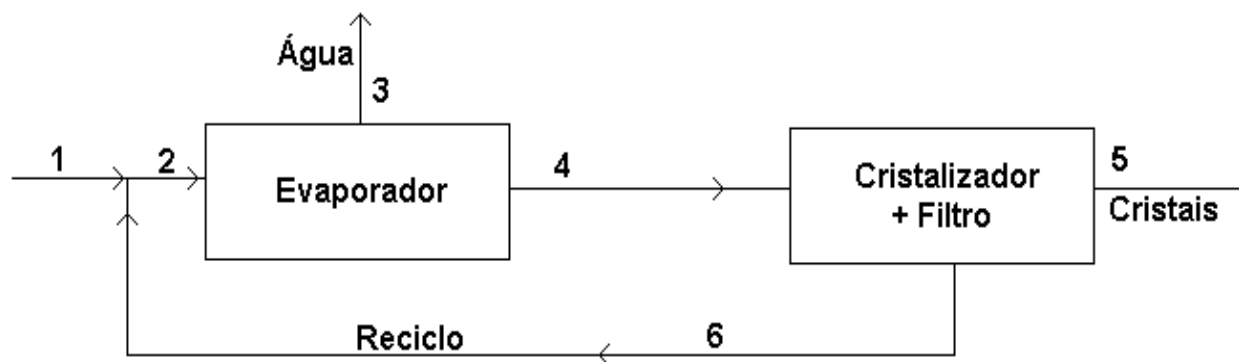 Água
3
1
2
Evaporador
4
Cristalizador
+ Filtro
5
Cristais
Reciclo
6